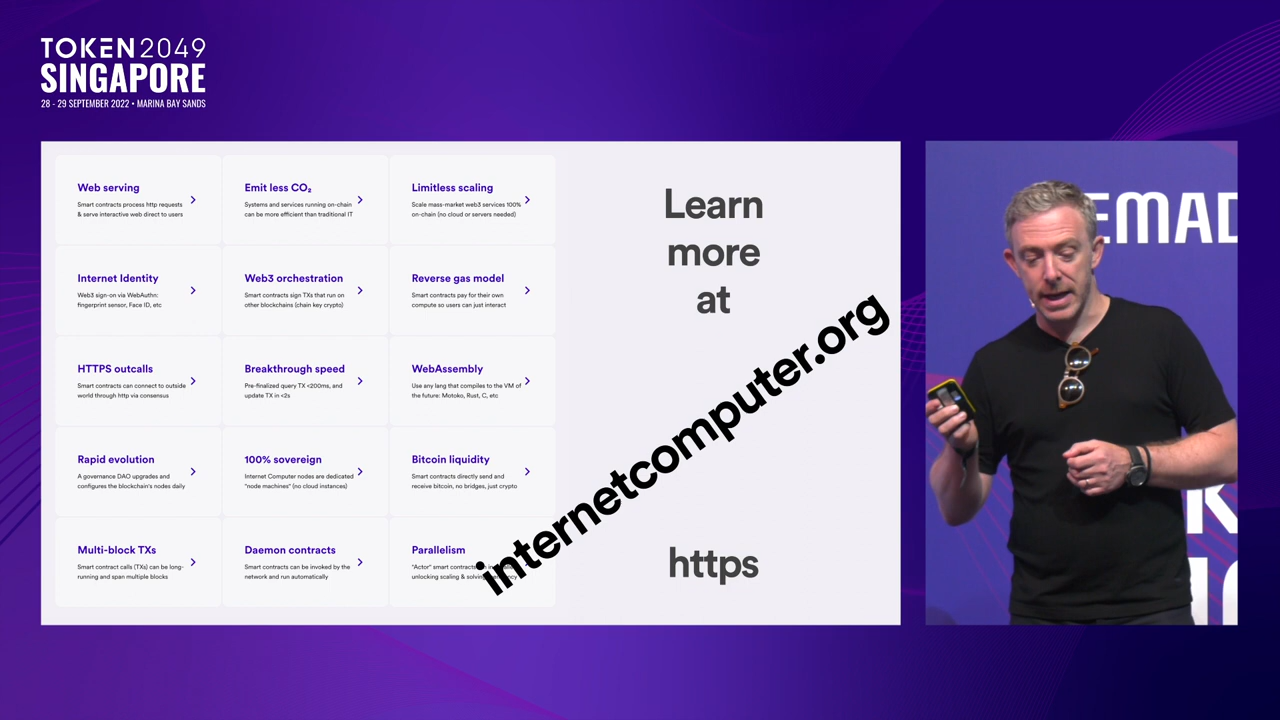 TOKEN2049
SINGAPORE
28 - 29 SEPTEMBER 2022 • MARINA BAY SANDS
Web serving
Smart contracts process http requests
& serve interactive web direct to users
Emit less CO₂
Systems and services running on-chain
can be more efficient than traditional IT
Limitless scaling
Scale mass-market web3 services 100%
on-chain (no cloud or servers needed)
Internet Identity
Web3 sign-on via WebAuthn:
fingerprint sensor, Face ID, etc
Web3 orchestration
Smart contracts sign TXs that run on
other blockchains (chain key crypto)
Reverse gas model
Smart contracts pay for their own
compute so users can just interact
HTTPS outcalls
Smart contracts can connect to outside
world through http via consensus
Breakthrough speed
Pre-finalized query TX <200ms, and
update TX in <2s
WebAssembly
Use any lang that compiles to the VM of
the future: Motoko, Rust, C, etc
Rapid evolution
A governance DAO upgrades and
configures the blockchain's nodes daily
100% sovereign
Internet Computer nodes are dedicated
"node machines" (no cloud instances)
Bitcoin liquidity
Smart contracts directly send and
receive bitcoin, no bridges, just crypto
Multi-block TXs
Smart contract calls (TXs) can be long-
running and span multiple blocks
Daemon contracts
Smart contracts can be invoked by the
network and run automatically
Parallelism
"Actor" smart contracts
unlocking scaling &
Learn
more
at
internetcomputer.org
https
EMAD